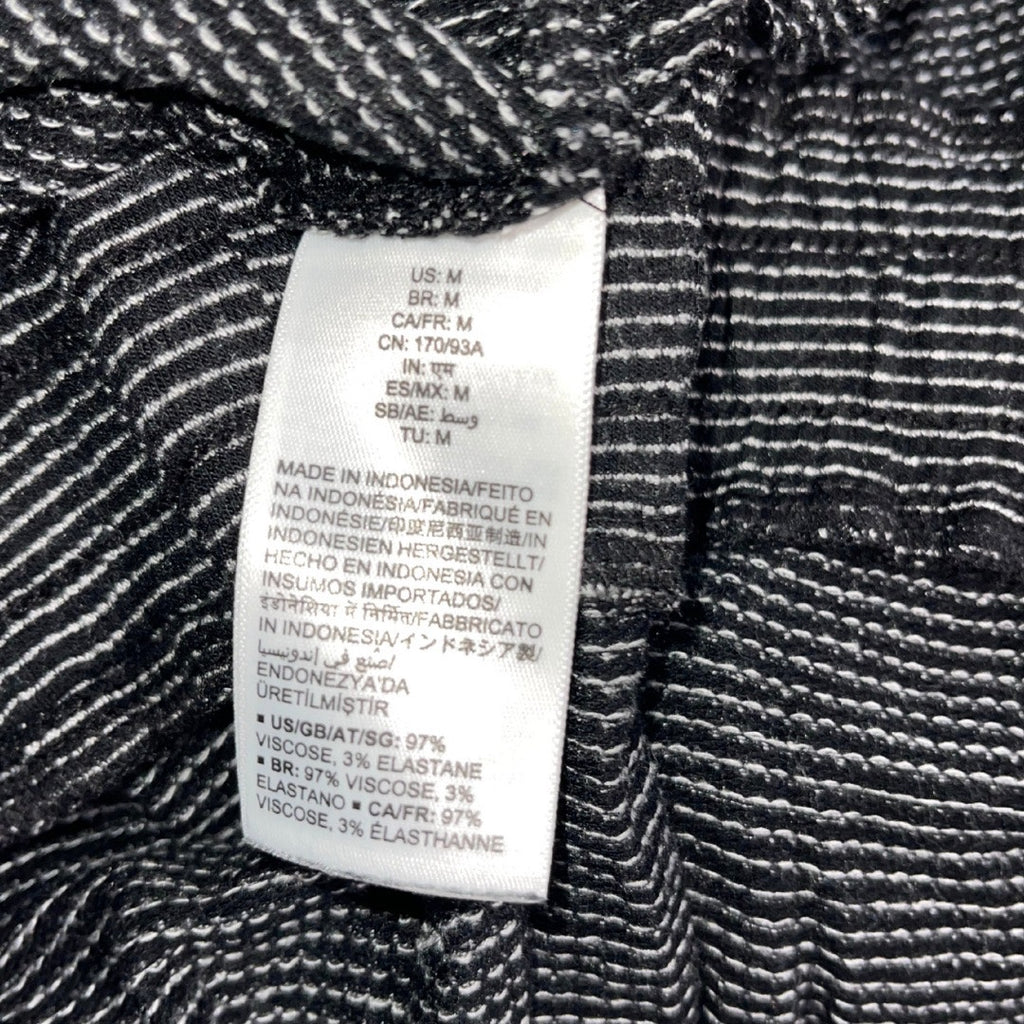 US: M
BR: M
CA/FR: M
CN: 170/93A
IN: एम
ES/MX: M
SB/AE: وسط
TU: M
MADE IN INDONESIA/FEITO
NA INDONÉSIA/FABRIQUÉ EN
INDONÉSIE/印度尼西亚制造/IN
INDONESIEN HERGESTELLT/
HECHO EN INDONESIA CON
INSUMOS IMPORTADOS/
इंडोनेशिया में निर्मित/FABBRICATO
IN INDONESIA/インドネシア製/
صنع في إندونيسيا/
ENDONEZYA'DA
ÜRETİLMİŞTİR
▪ US/GB/AT/SG: 97%
VISCOSE, 3% ELASTANE
▪ BR: 97% VISCOSE, 3%
ELASTANO ▪ CA/FR: 97%
VISCOSE, 3% ÉLASTHANNE